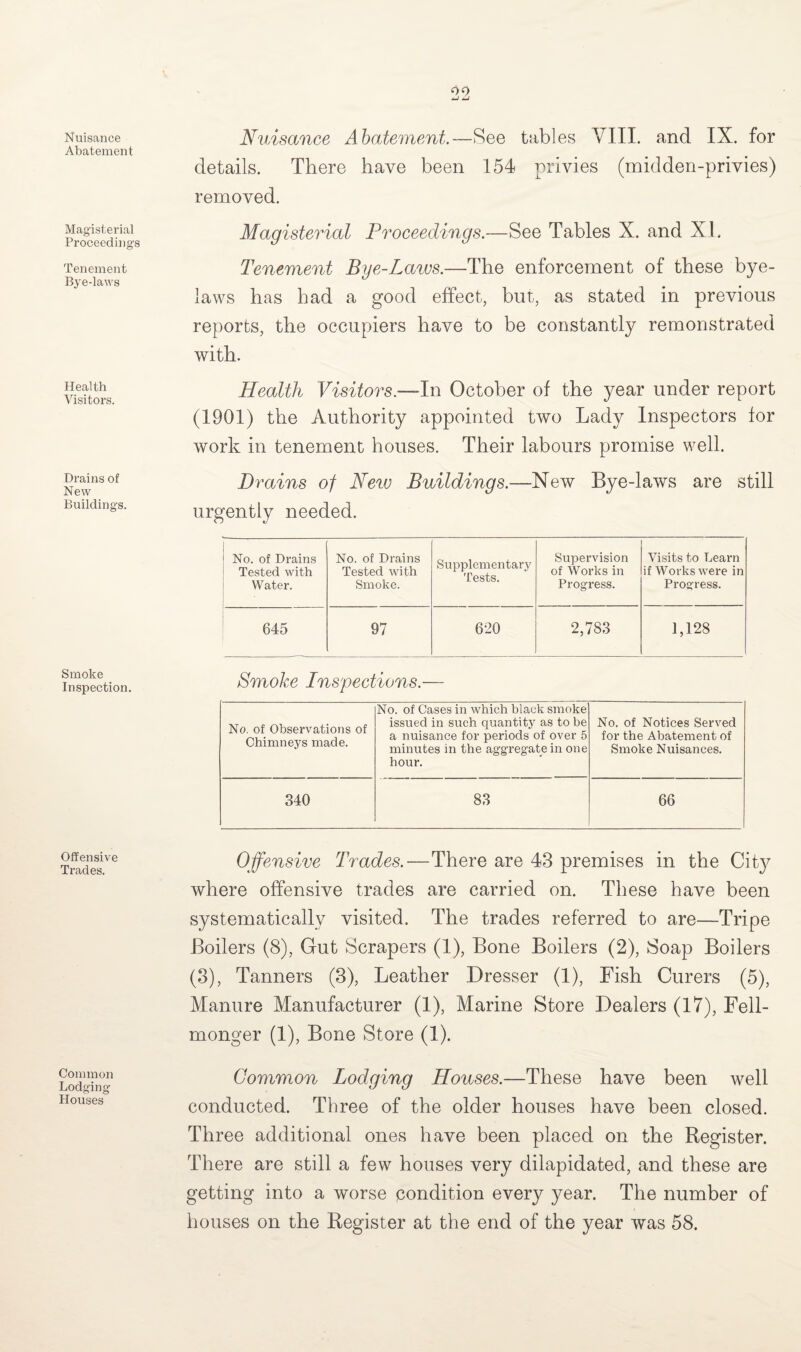 22
Nuisance
Abatement
Nuisance Abatement.—See tables VIII. and IX. for
details. There have been 154 privies (midden-privies)
removed.
Magisterial
Proceedings
Magisterial Proceedings.—See Tables X. and XI.
Tenement
Bye-laws
Tenement Bye-Laws.—The enforcement of these bye-
laws has had a good effect, but, as stated in previous
reports, the occupiers have to be constantly remonstrated
with.
Health
Visitors.
Health Visitors.—In October of the year under report
(1901) the Authority appointed two Lady Inspectors for
work in tenement houses. Their labours promise well.
Drains of
New
Buildings.
Drains of New Buildings.—New Bye-laws are still
urgently needed.
No. of Drains Tested with Water.
No. of Drains Tested with Smoke.
Supplementary Tests.
Supervision of Works in Progress.
Visits to Learn if Works were in Progress.
645 97 620 2,783 1,128
Smoke
Inspection.
Smoke Inspections.—
No. of Observations of Chimneys made.
No. of Cases in which black smoke
issued in such quantity as to be
a nuisance for periods of over 5
minutes in the aggregate in one
hour.
No. of Notices Served
for the Abatement of
Smoke Nuisances.
340 83 66
Offensive
Trades.
Offensive Trades.—There are 43 premises in the City
where offensive trades are carried on. These have been
systematically visited. The trades referred to are—Tripe
Boilers (8), Gut Scrapers (1), Bone Boilers (2), Soap Boilers
(3), Tanners (3), Leather Dresser (1), Fish Curers (5),
Manure Manufacturer (1), Marine Store Dealers (17), Fell-
monger (1), Bone Store (1).
Common
Lodging
Houses
Common Lodging Houses.—These have been well
conducted. Three of the older houses have been closed.
Three additional ones have been placed on the Register.
There are still a few houses very dilapidated, and these are
getting into a worse condition every year. The number of
houses on the Register at the end of the year was 58.